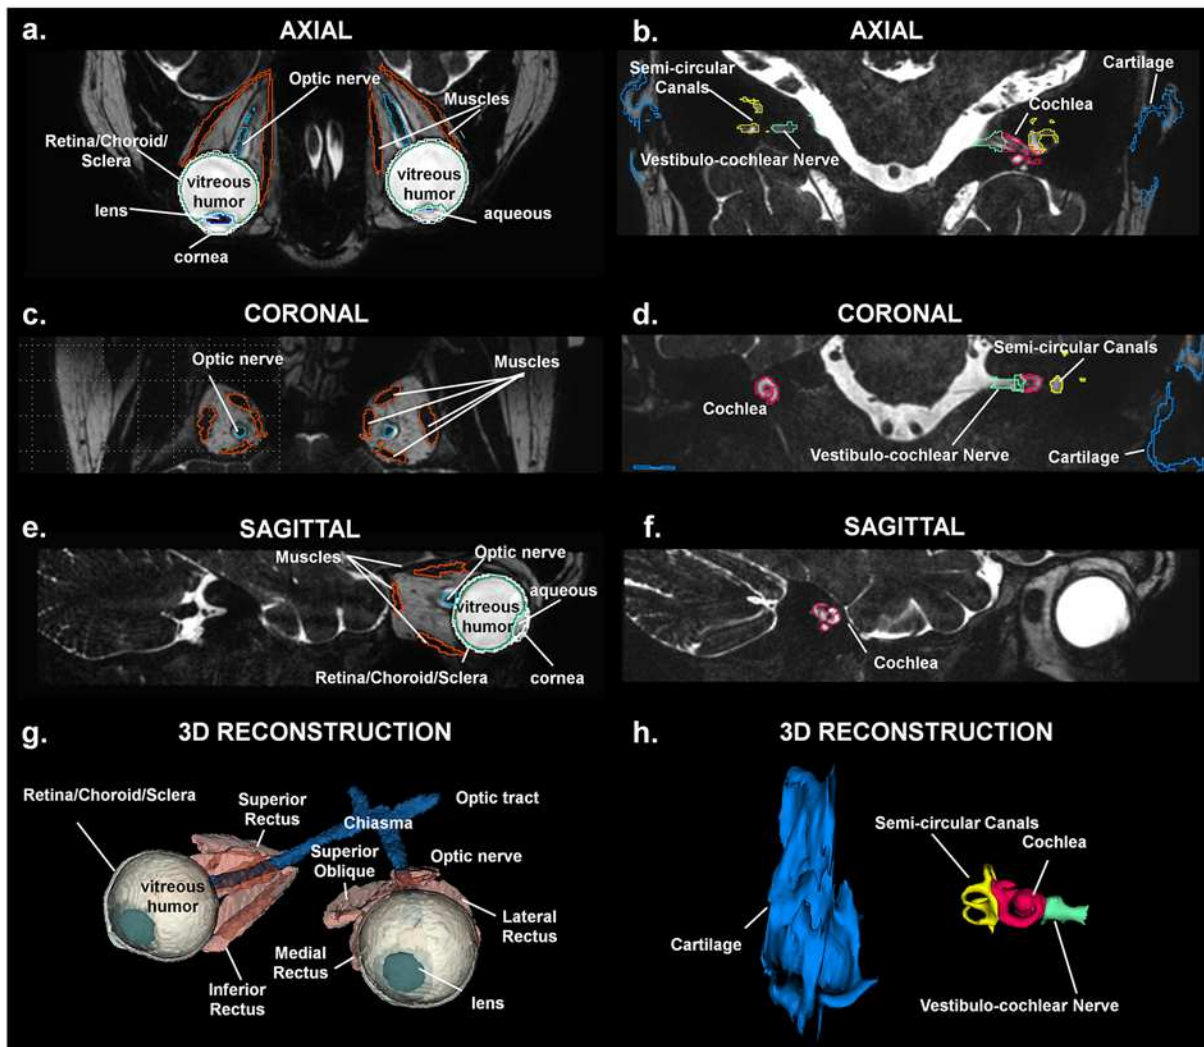 a.
AXIAL
Optic nerve
Muscles
Retina/Choroid/
Sclera
vitreous
humor
vitreous
humor
lens
aqueous
cornea
b.
AXIAL
Semi-circular
Canals
Cartilage
Cochlea
Vestibulo-cochlear Nerve
c.
CORONAL
Optic nerve
Muscles
d.
CORONAL
Semi-circular Canals
Cochlea
Vestibulo-cochlear Nerve
Cartilage
e.
SAGITTAL
Muscles
Optic nerve
aqueous
vitreous
humor
Retina/Choroid/Sclera
cornea
f.
SAGITTAL
Cochlea
g.
3D RECONSTRUCTION
Retina/Choroid/Sclera
Superior
Rectus
Optic tract
Chiasma
Superior
Oblique
Optic nerve
vitreous
humor
Lateral
Rectus
Medial
Rectus
Inferior
Rectus
lens
h.
3D RECONSTRUCTION
Semi-circular Canals
Cochlea
Cartilage
Vestibulo-cochlear Nerve